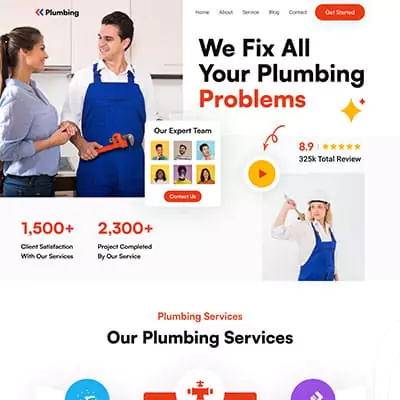 Plumbing
Home About Service Blog Contact Get Started
We Fix All
Your Plumbing
Problems
Our Expert Team
Contact Us
8.9
325k Total Review
1,500+
Client Satisfaction
With Our Services
2,300+
Project Completed
By Our Service
Plumbing Services
Our Plumbing Services